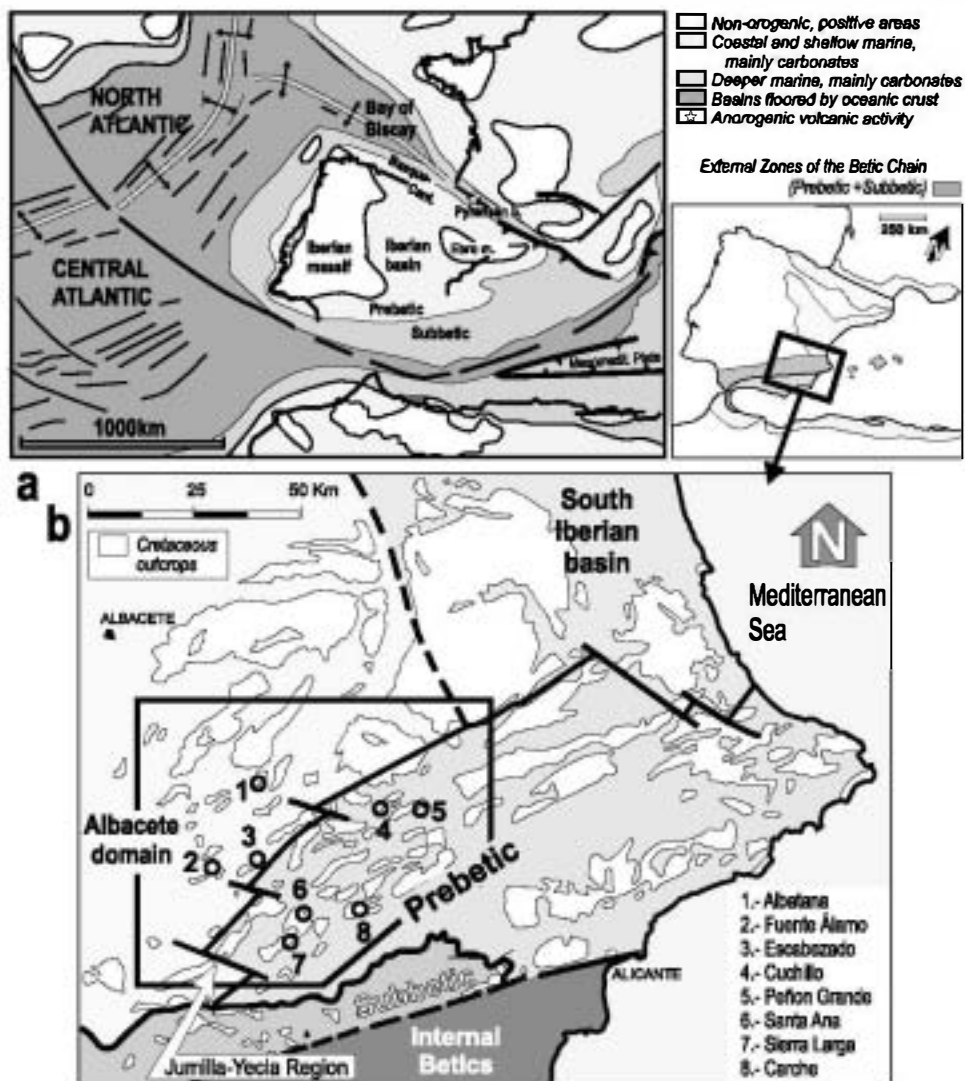 Non-orogenic, positive areas
Coastal and shallow marine,
mainly carbonates
Deeper marine, mainly carbonates
Basins floored by oceanic crust
Anorogenic volcanic activity
NORTH
ATLANTIC
Bay of
Biscay
Iberian
massif
Iberian
basin
CENTRAL
ATLANTIC
Prebetic
Subbetic
Plate
1000km
External Zones of the Betic Chain
(Prebetic +Subbetic)
250 km
a
b
0 25 50 Km
Cretaceous
outcrops
ALBACETE
South
Iberian
basin
N
Mediterranean
Sea
Albacete
domain
1
2
3
4
5
6
7
8
Prebetic
Subbetic
ALICANTE
Internal
Betics
Jumilla-Yecla Region
1.- Albatana
2.- Fuente Álamo
3.- Escabezado
4.- Cuchillo
5.- Peñon Grande
6.- Santa Ana
7.- Sierra Larga
8.- Carche